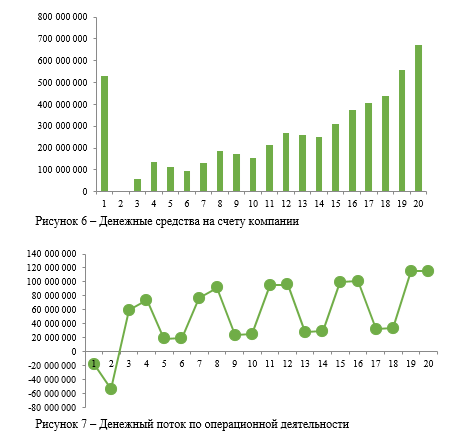 800 000 000
700 000 000
600 000 000
500 000 000
400 000 000
300 000 000
200 000 000
100 000 000
0
1 2 3 4 5 6 7 8 9 10 11 12 13 14 15 16 17 18 19 20
Рисунок 6 – Денежные средства на счету компании
140 000 000
120 000 000
100 000 000
80 000 000
60 000 000
40 000 000
20 000 000
0
1 2 3 4 5 6 7 8 9 10 11 12 13 14 15 16 17 18 19 20
-20 000 000
-40 000 000
-60 000 000
-80 000 000
Рисунок 7 – Денежный поток по операционной деятельности